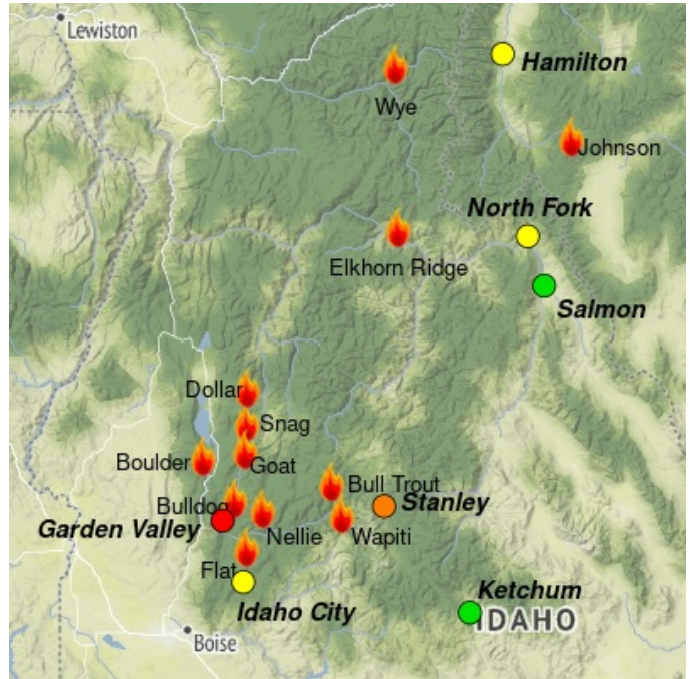 Lewiston
Hamilton
Wye
Johnson
North Fork
Elkhorn Ridge
Salmon
Dollar
Snag
Boulder
Goat
Bull Trout
Bulldog
Stanley
Garden Valley
Nellie
Wapiti
Flat
Ketchum
Idaho City
IDAHO
Boise